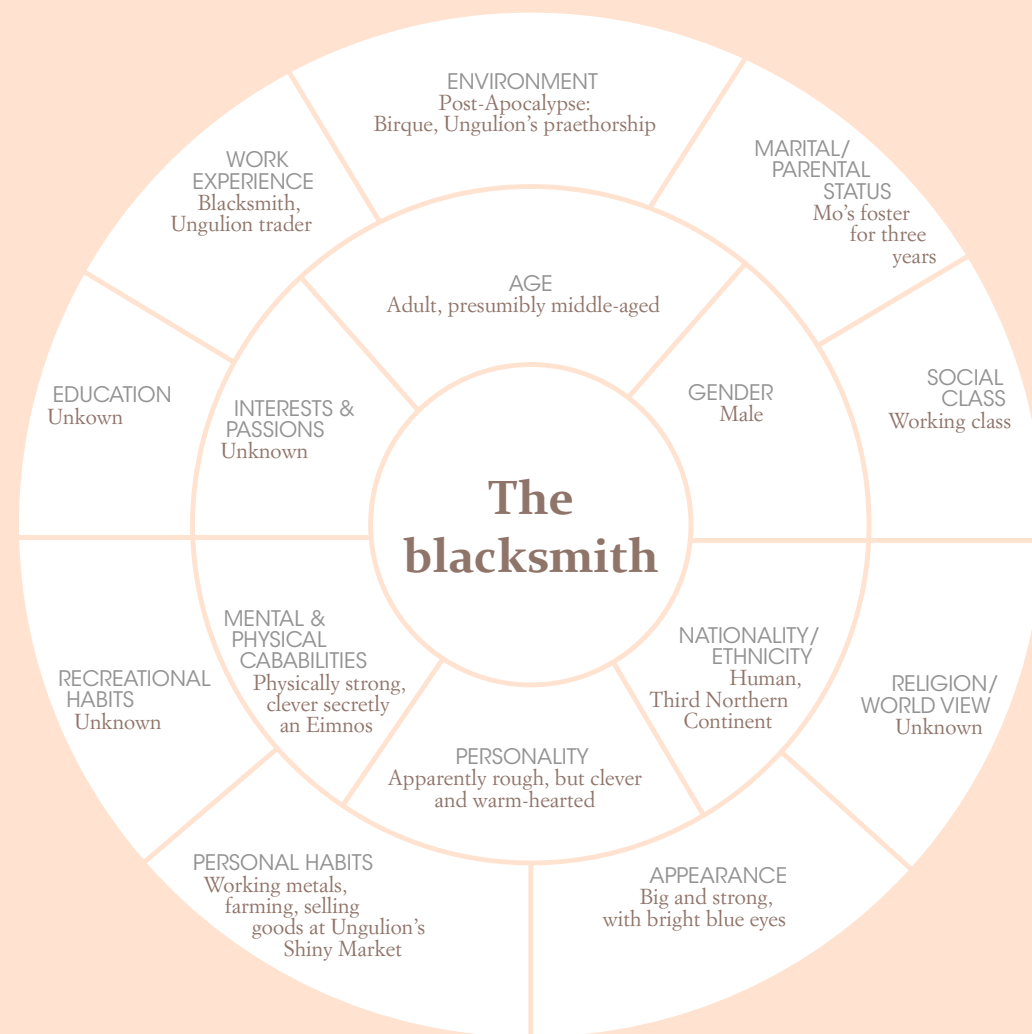 ENVIRONMENT
Post-Apocalypse:
Birque, Ungulion’s praethorship
MARITAL/
PARENTAL
STATUS
Mo’s foster
for three
years
SOCIAL
CLASS
Working class
RELIGION/
WORLD VIEW
Unknown
APPEARANCE
Big and strong,
with bright blue eyes
PERSONAL HABITS
Working metals,
farming, selling
goods at Ungulion’s
Shiny Market
RECREATIONAL
HABITS
Unknown
EDUCATION
Unkown
WORK
EXPERIENCE
Blacksmith,
Ungulion trader
AGE
Adult, presumibly middle-aged
GENDER
Male
NATIONALITY/
ETHNICITY
Human,
Third Northern
Continent
PERSONALITY
Apparently rough, but clever
and warm-hearted
MENTAL &
PHYSICAL
CABABILITIES
Physically strong,
clever secretly
an Eimnos
INTERESTS &
PASSIONS
Unknown
The
blacksmith